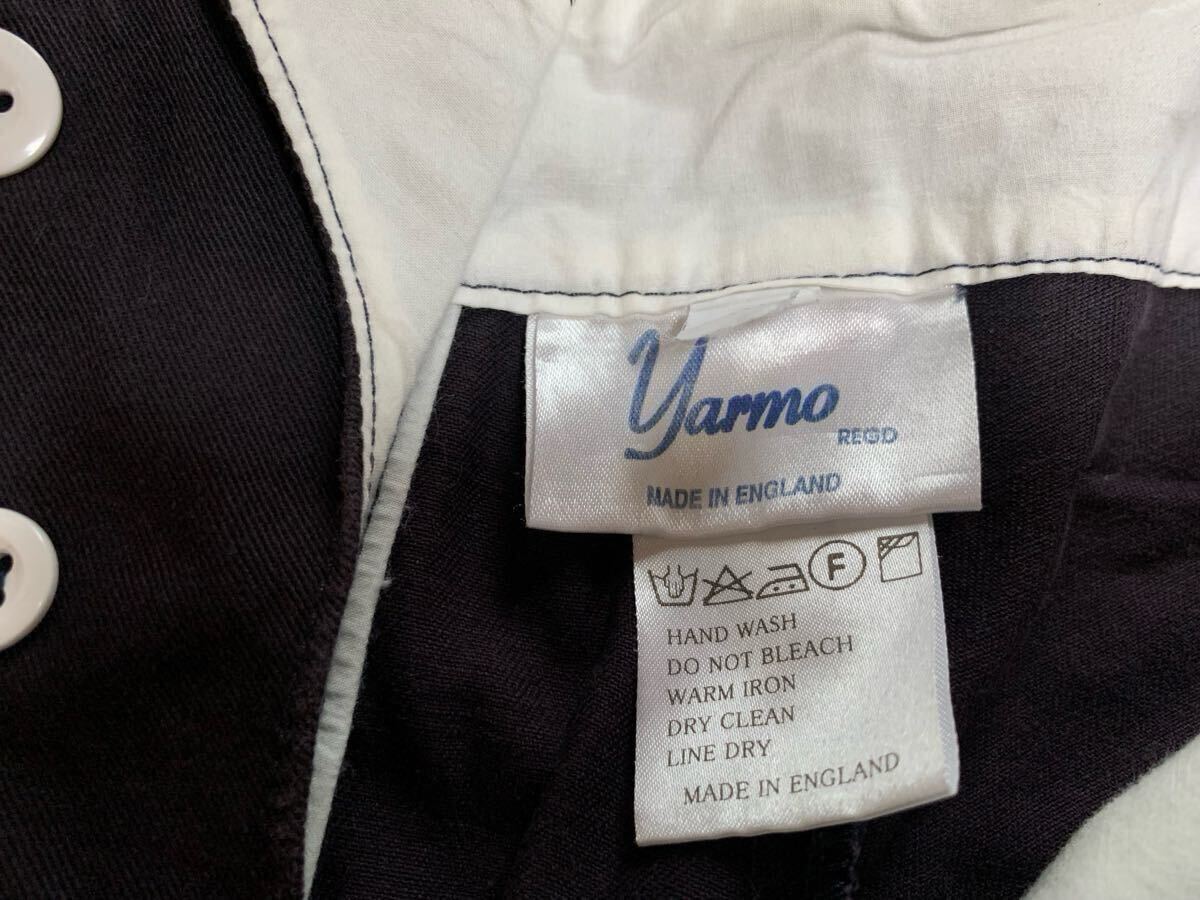 Yarmo
REGD
MADE IN ENGLAND
F
HAND WASH
DO NOT BLEACH
WARM IRON
DRY CLEAN
LINE DRY
MADE IN ENGLAND